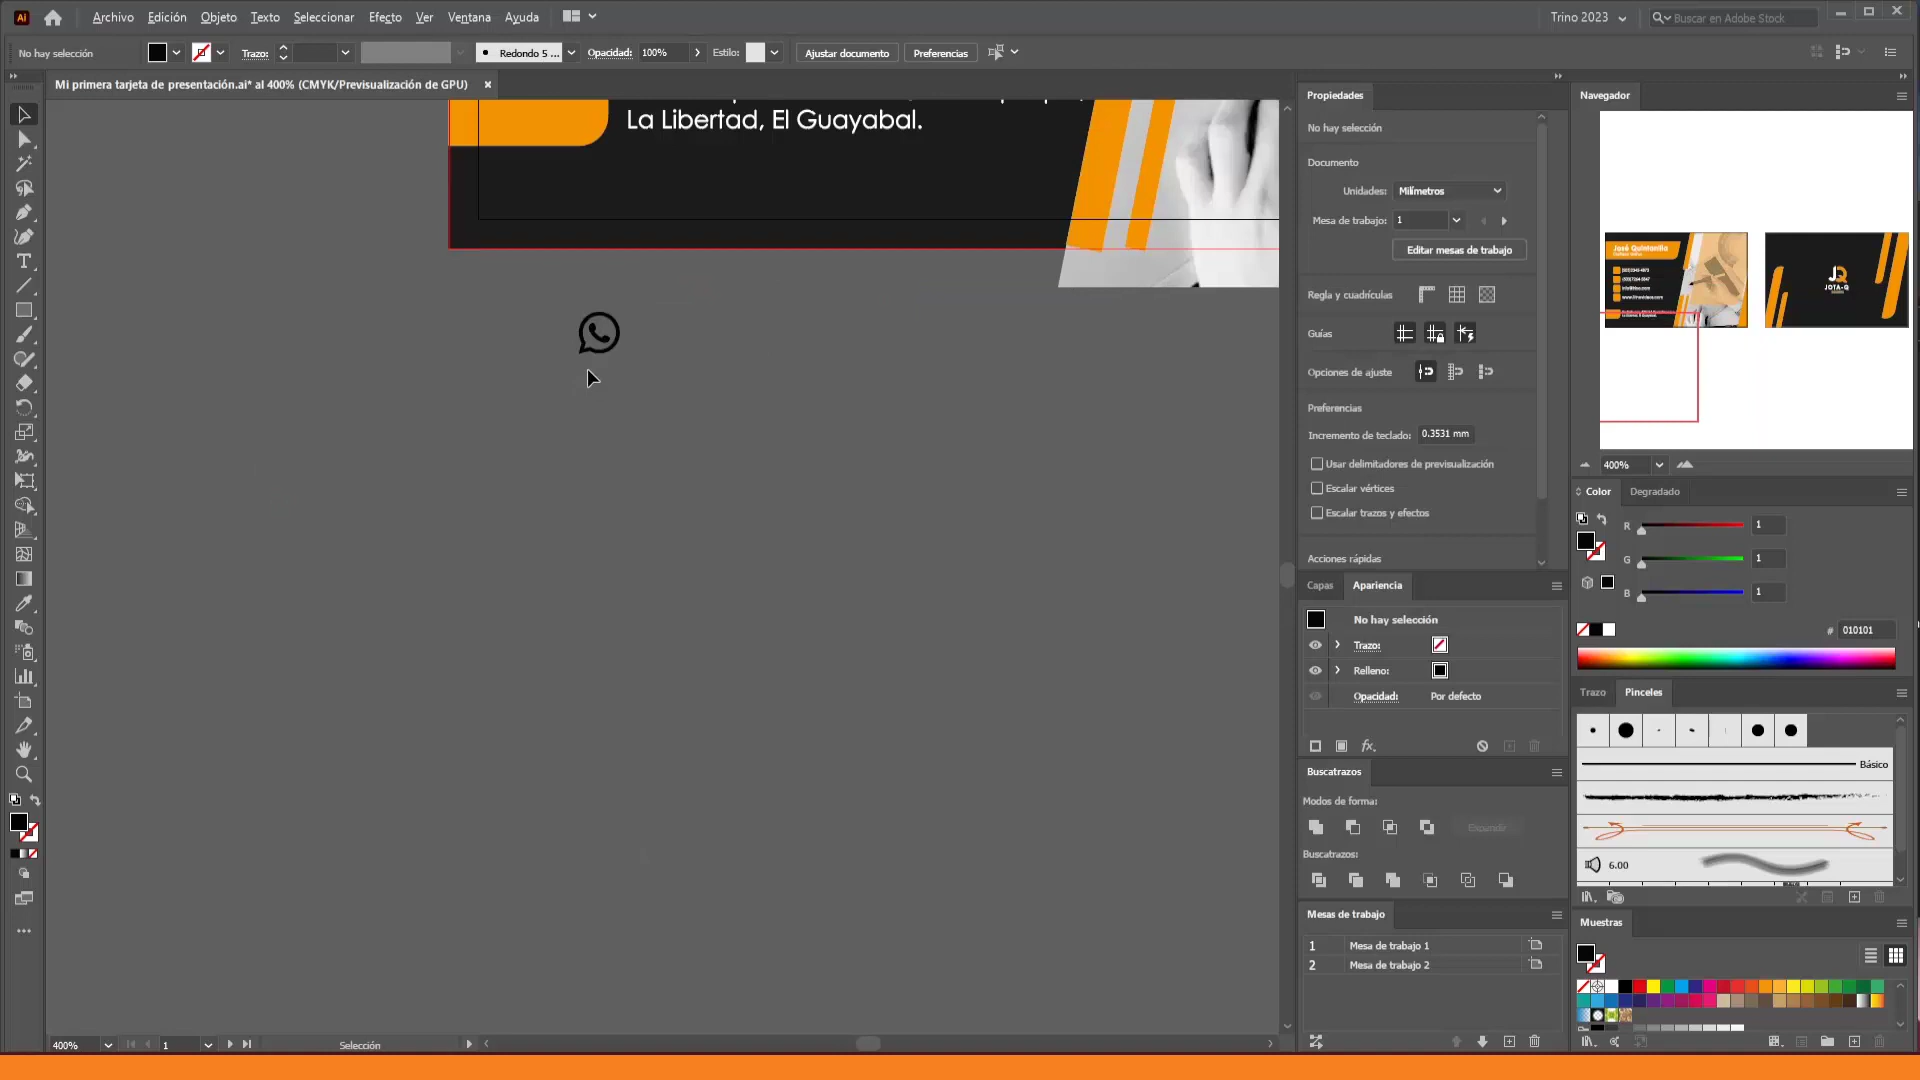 Ai Archivo Edición Objeto Texto Seleccionar Efecto Ver Ventana Ayuda Trino 2023 Buscar en Adobe Stock
No hay selección Trazo: Redondo 5 ... Opacidad: 100% Estilo: Ajustar documento Preferencias
Mi primera tarjeta de presentación.ai* al 400% (CMYK/Previsualización de GPU)
La Libertad, El Guayabal.
Propiedades
No hay selección
Documento
Unidades: Milímetros
Mesa de trabajo: 1
Editar mesas de trabajo
Regla y cuadrículas
Guías
Opciones de ajuste
Preferencias
Incremento de teclado: 0.3531 mm
Usar delimitadores de previsualización
Escalar vértices
Escalar trazos y efectos
Acciones rápidas
Capas Apariencia
No hay selección
Trazo:
Relleno:
Opacidad: Por defecto
fx.
Buscatrazos
Modos de forma:
Expandir
Buscatrazos:
Mesas de trabajo
1 Mesa de trabajo 1
2 Mesa de trabajo 2
Navegador
José Quintanilla
JQ
JOTA-Q
400%
Color Degradado
R 1
G 1
B 1
# 010101
Trazo Pinceles
Básico
6.00
Muestras
400% 1 Selección